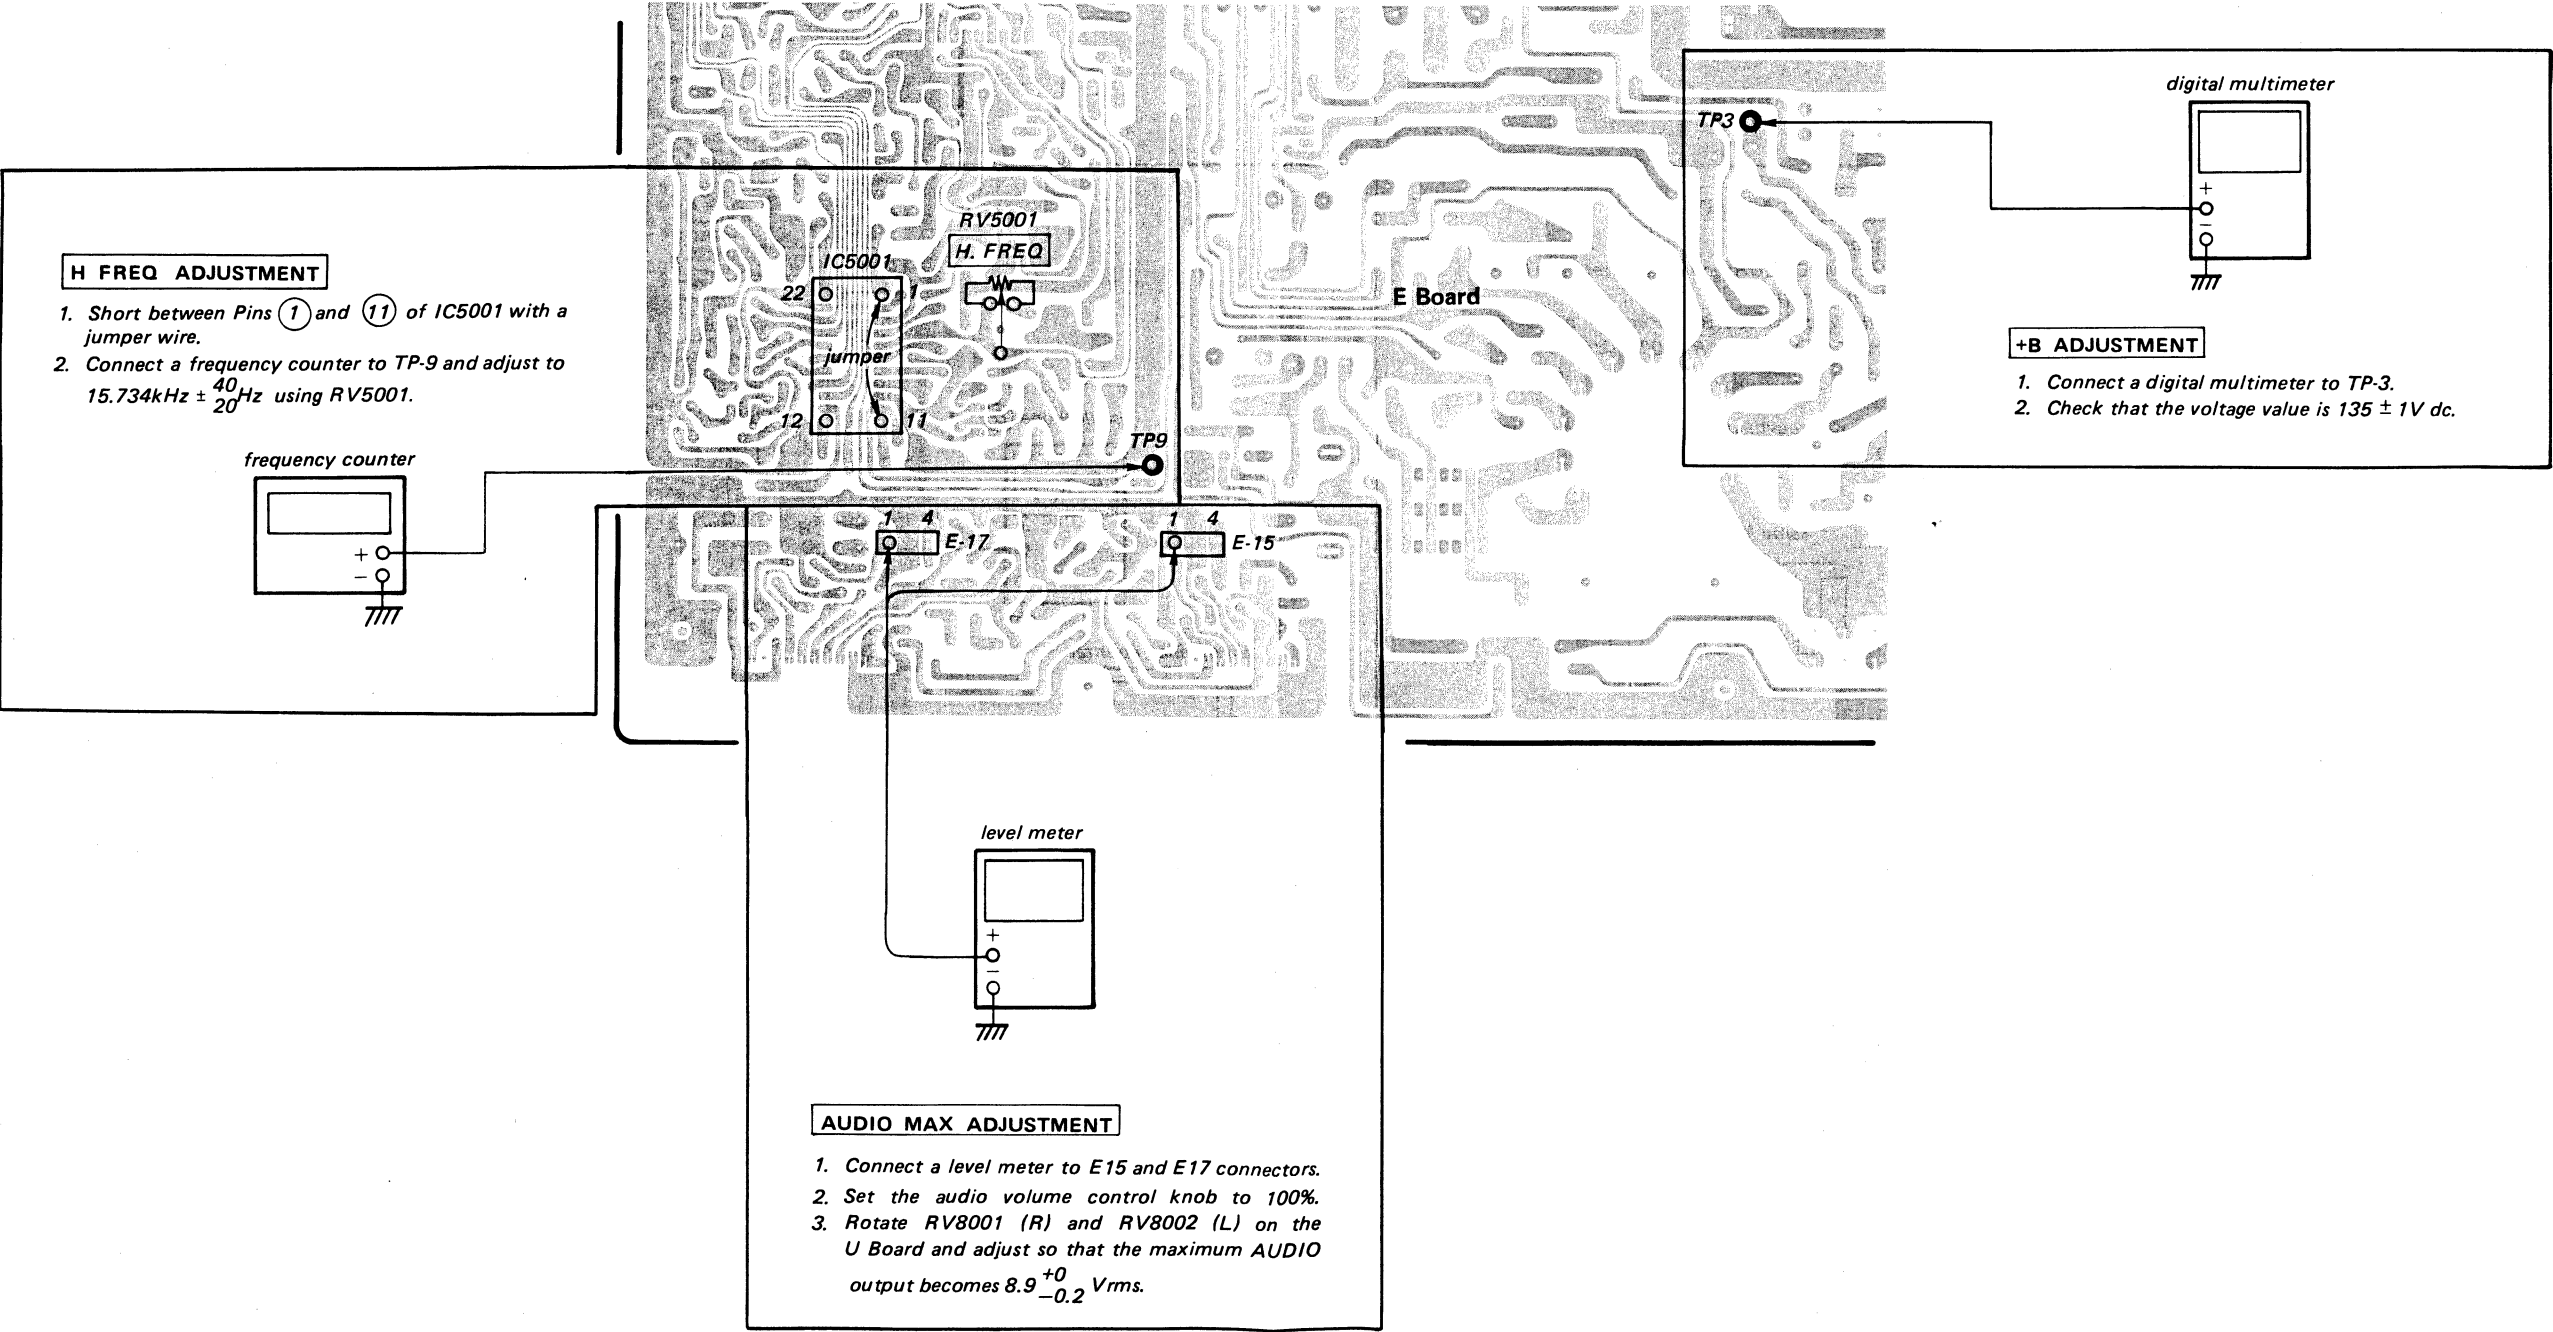 H FREQ ADJUSTMENT
1. Short between Pins ① and ⑪ of IC5001 with a
jumper wire.
2. Connect a frequency counter to TP-9 and adjust to
15.734kHz ± 40/20 Hz using RV5001.
frequency counter
+
−
RV5001
H. FREQ
IC5001
22
1
jumper
12
11
TP9
E Board
TP3
digital multimeter
+
−
+B ADJUSTMENT
1. Connect a digital multimeter to TP-3.
2. Check that the voltage value is 135 ± 1V dc.
1 4
E-17
1 4
E-15
level meter
+
−
AUDIO MAX ADJUSTMENT
1. Connect a level meter to E15 and E17 connectors.
2. Set the audio volume control knob to 100%.
3. Rotate RV8001 (R) and RV8002 (L) on the
U Board and adjust so that the maximum AUDIO
output becomes 8.9 +0 −0.2 Vrms.